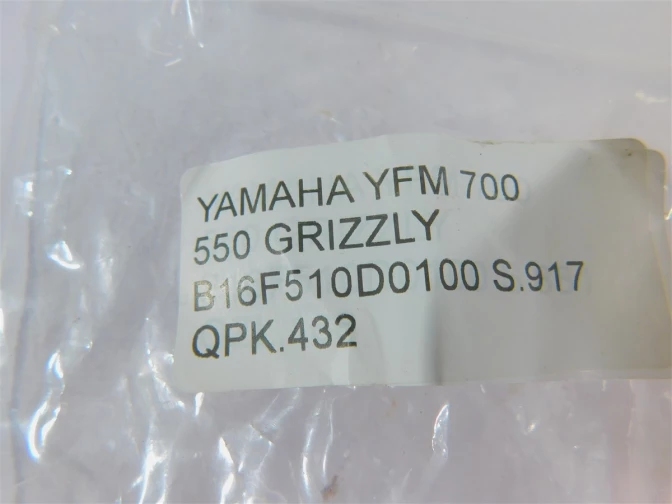 YAMAHA YFM 700
550 GRIZZLY
B16F510D0100 S.917
QPK.432